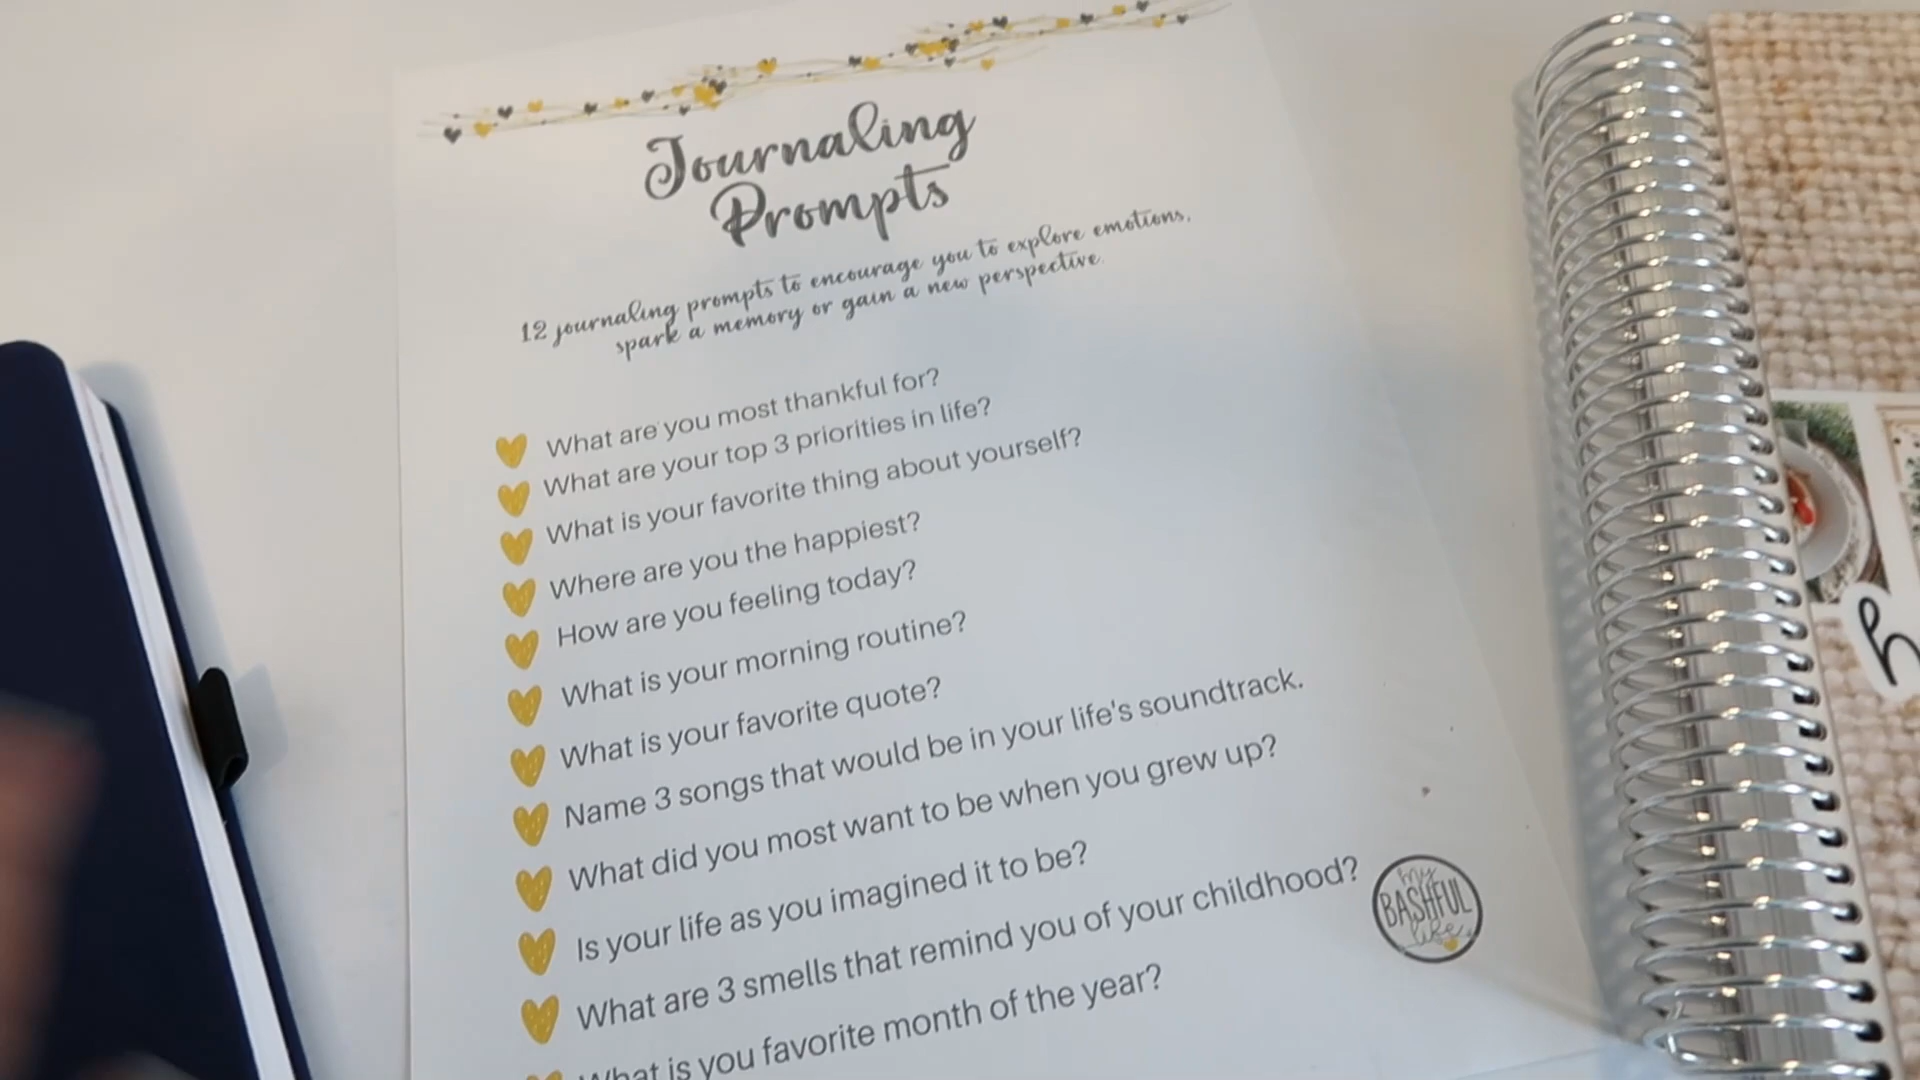 Journaling
Prompts
12 journaling prompts to encourage you to explore emotions,
spark a memory or gain a new perspective.
What are you most thankful for?
What are your top 3 priorities in life?
What is your favorite thing about yourself?
Where are you the happiest?
How are you feeling today?
What is your morning routine?
What is your favorite quote?
Name 3 songs that would be in your life's soundtrack.
What did you most want to be when you grew up?
Is your life as you imagined it to be?
What are 3 smells that remind you of your childhood?
What is you favorite month of the year?
my
BASHFUL
life
h